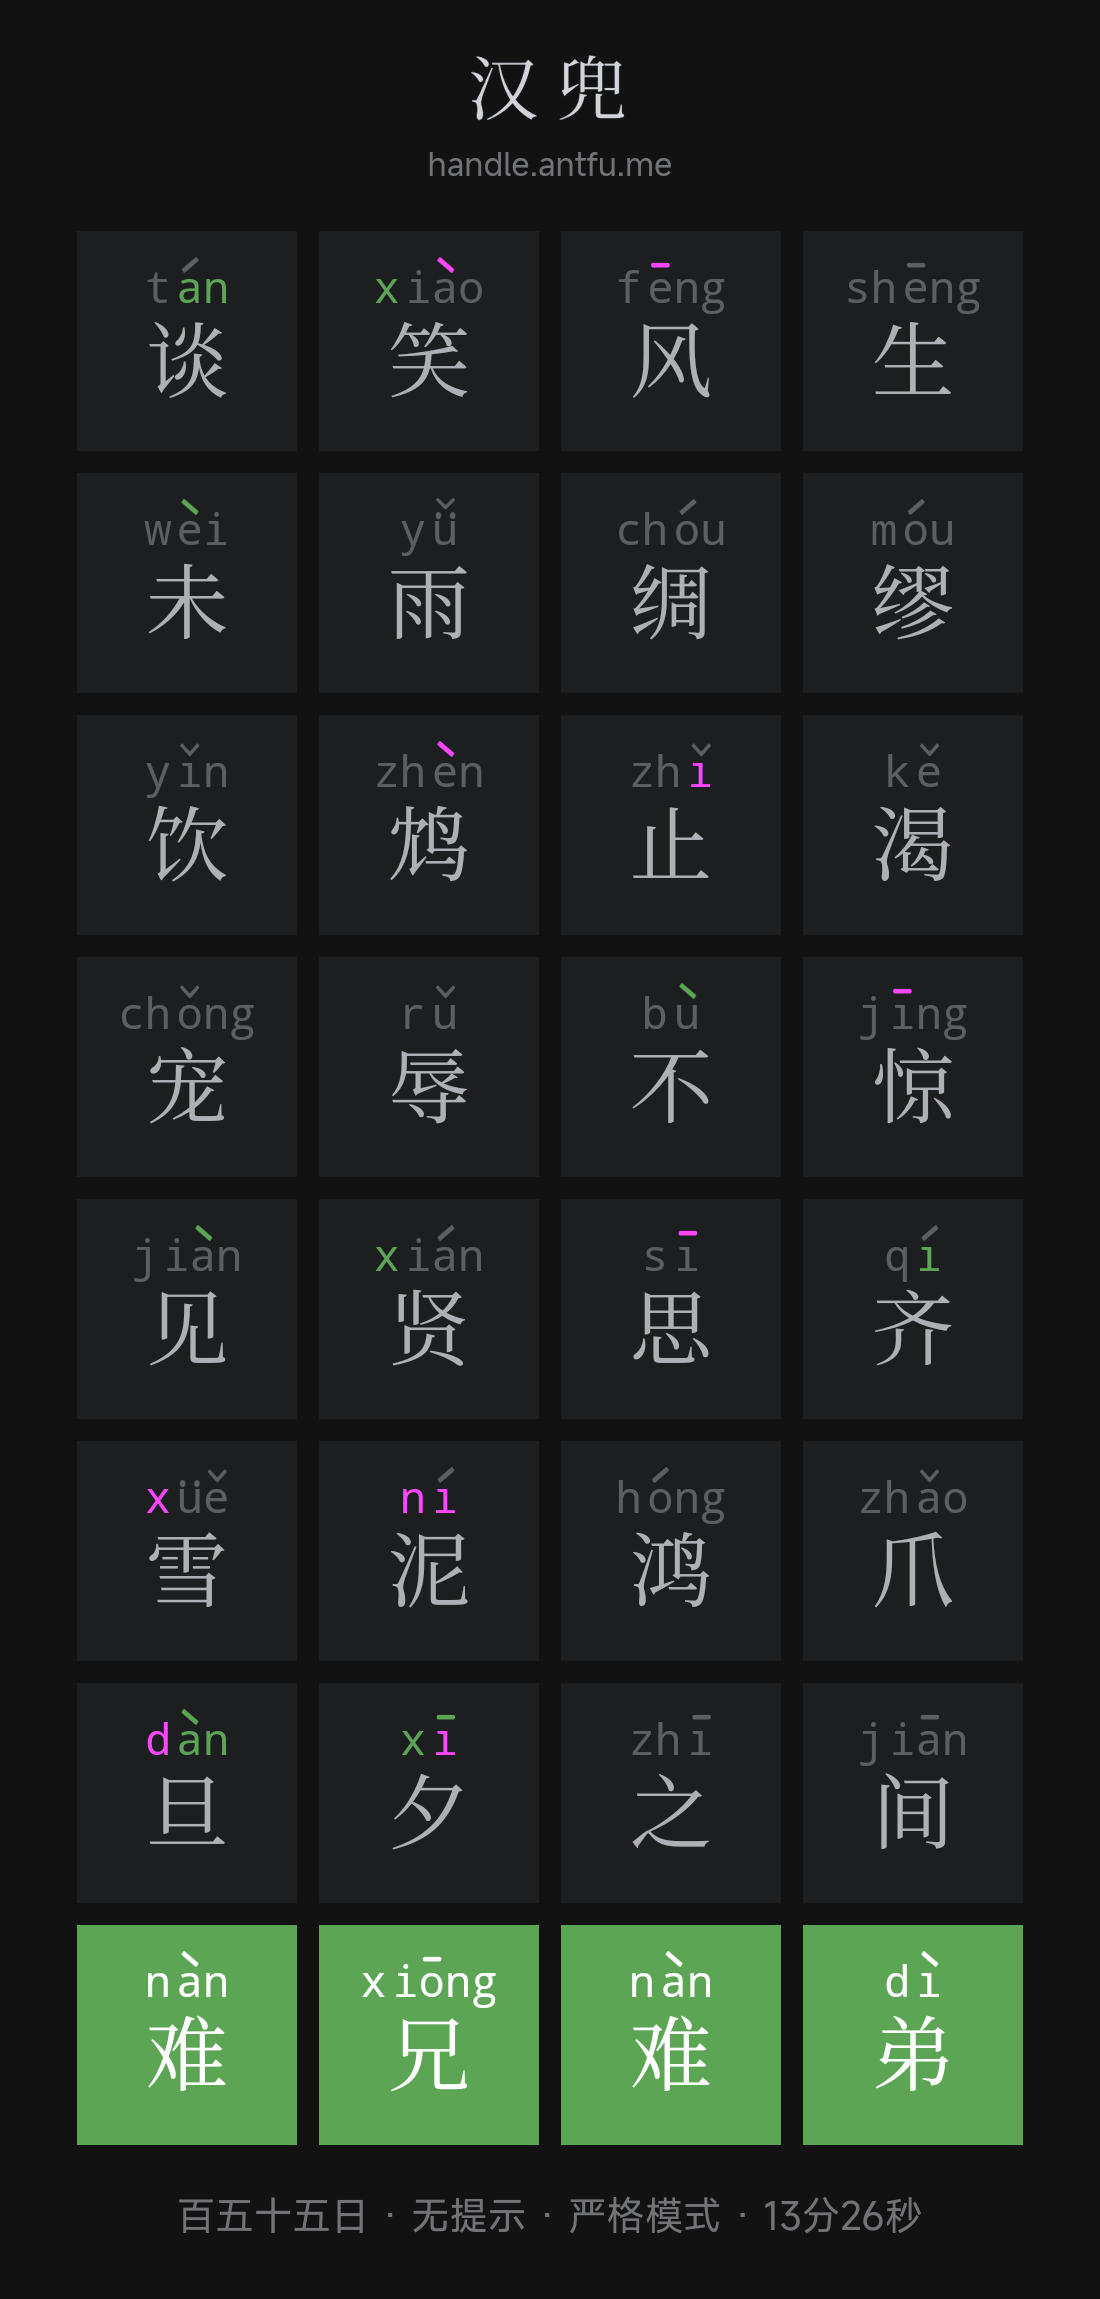 汉兜
handle.antfu.me
tán xiào fēng shēng
谈笑风生
wèi yǚ chóu móu
未雨绸缪
yǐn zhèn zhǐ kě
饮鸩止渴
chǒng rǔ bù jīng
宠辱不惊
jiàn xián sī qí
见贤思齐
xüě ní hóng zhǎo
雪泥鸿爪
dàn xī zhī jiān
旦夕之间
nàn xiōng nàn dì
难兄难弟
百五十五日 · 无提示 · 严格模式 · 13分26秒